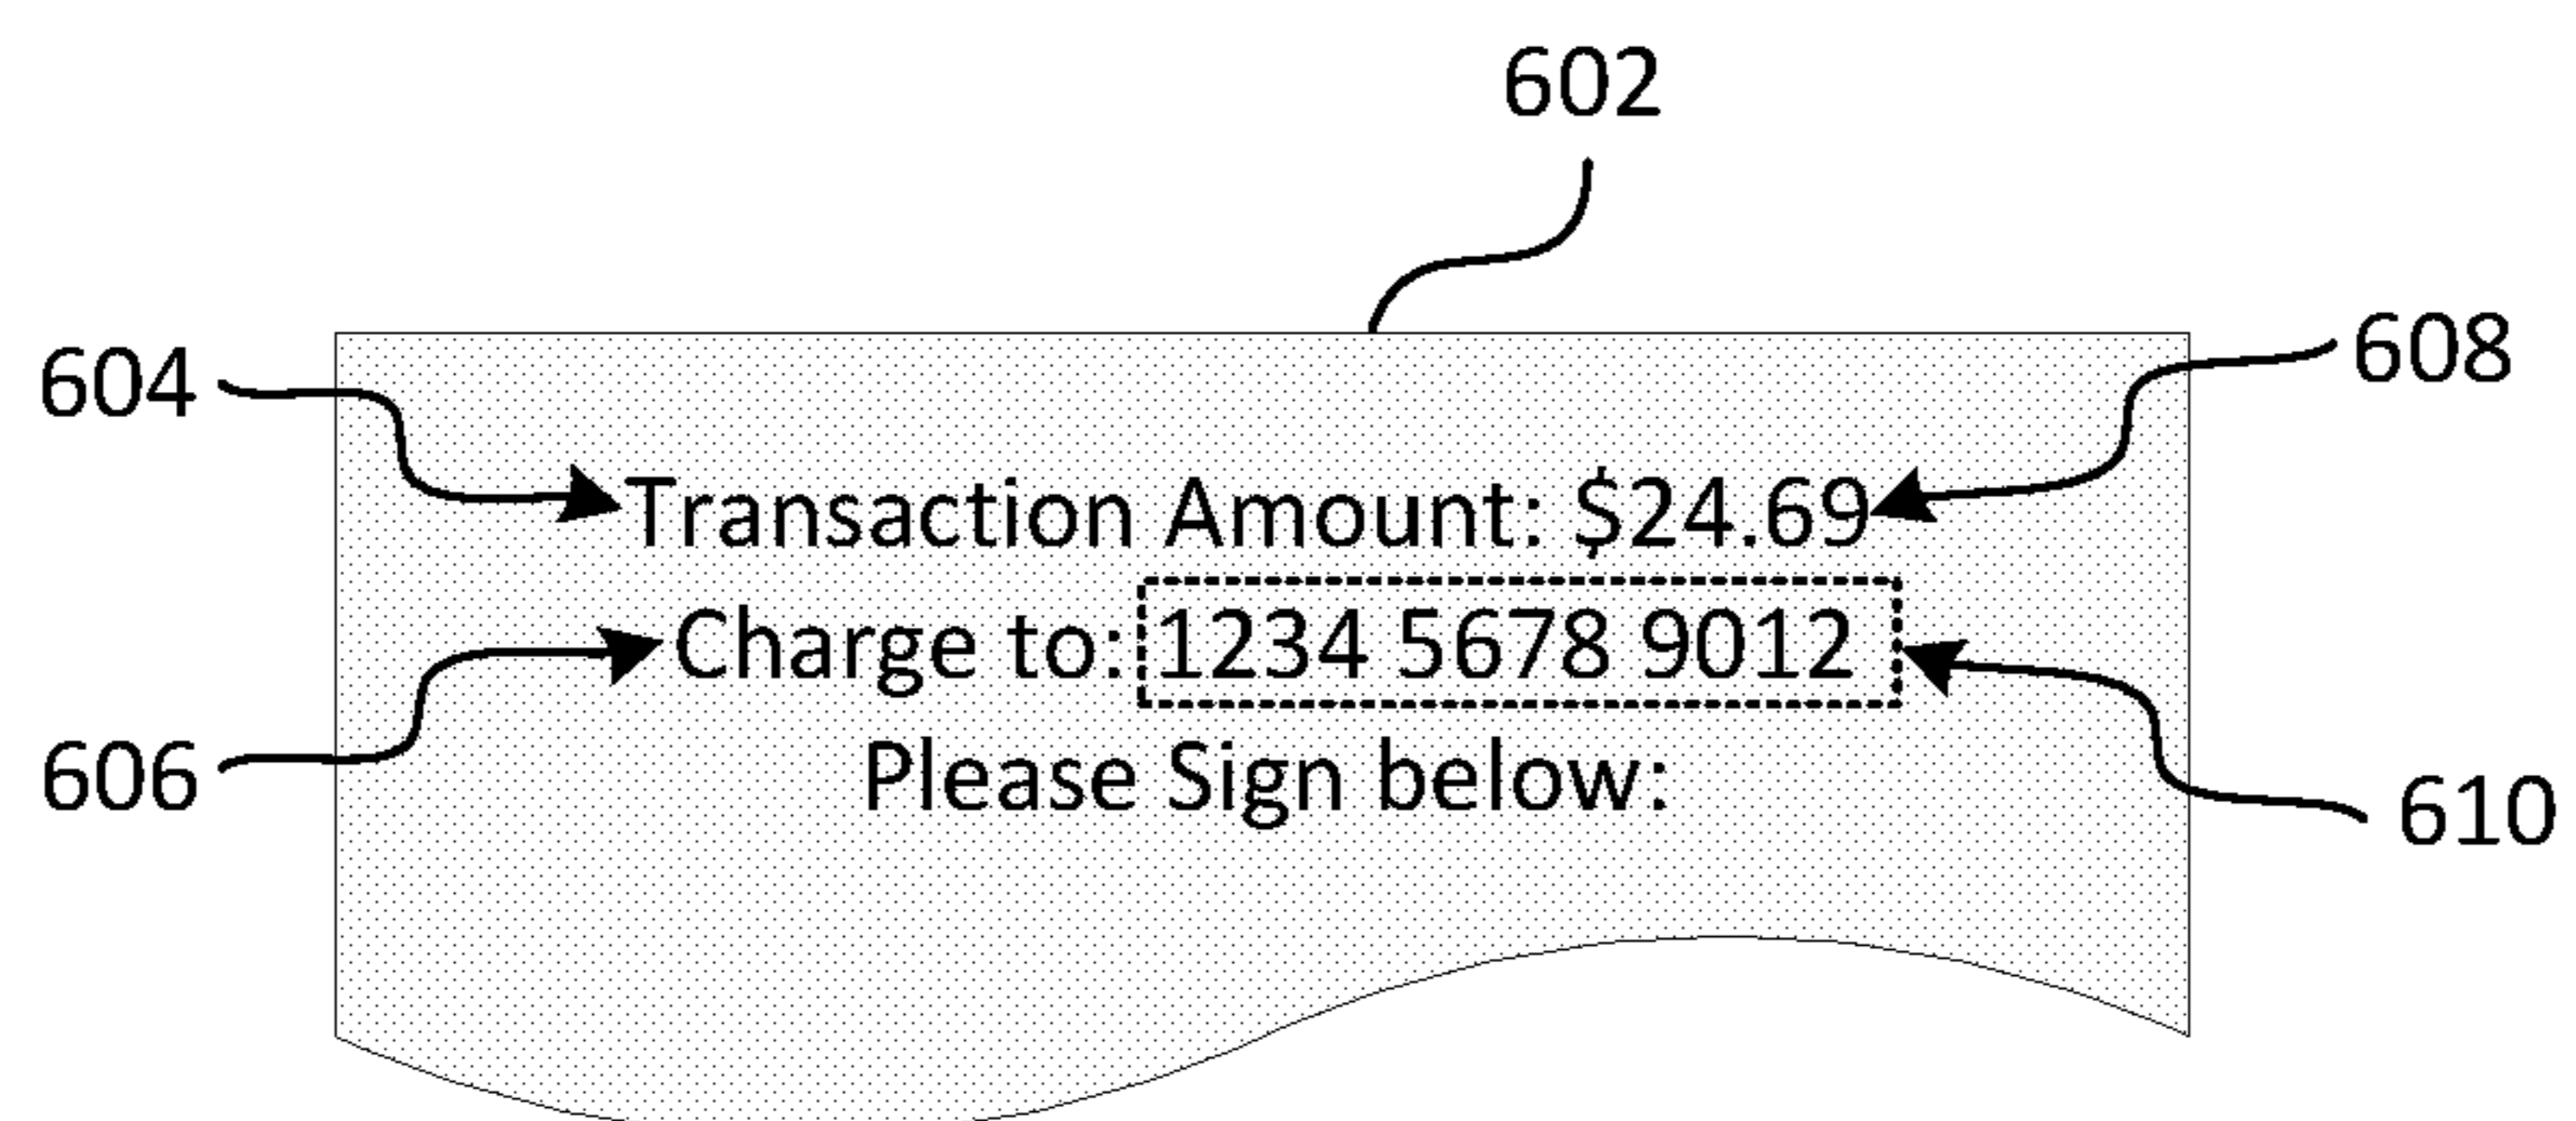 602
604
608
Transaction Amount: $24.69
Charge to: 1234 5678 9012
Please Sign below:
606
610